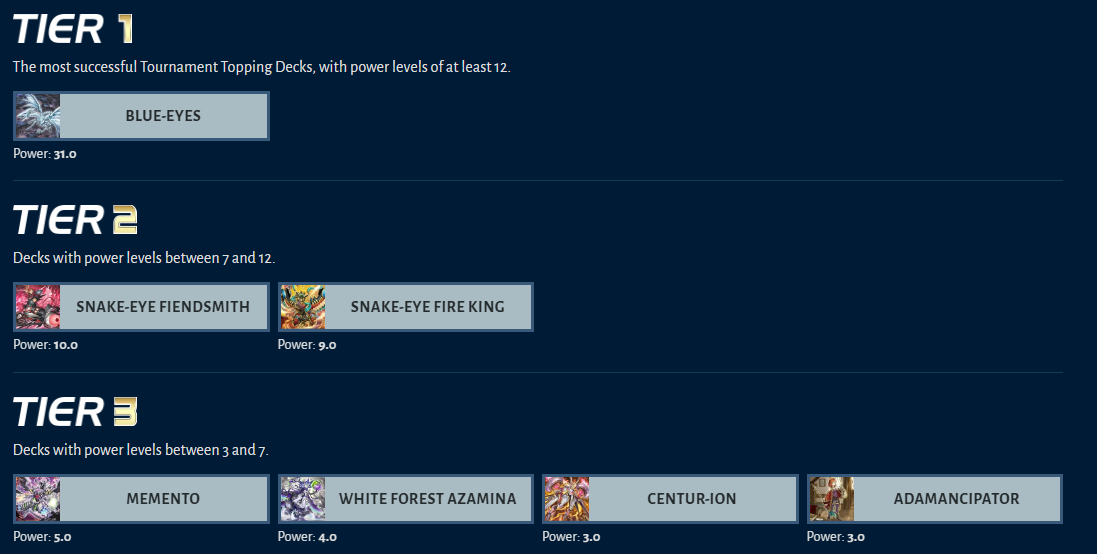 TIER 1
The most successful Tournament Topping Decks, with power levels of at least 12.
BLUE-EYES
Power: 31.0
TIER 2
Decks with power levels between 7 and 12.
SNAKE-EYE FIENDSMITH
SNAKE-EYE FIRE KING
Power: 10.0
Power: 9.0
TIER 3
Decks with power levels between 3 and 7.
MEMENTO
WHITE FOREST AZAMINA
CENTUR-ION
ADAMANCIPATOR
Power: 5.0
Power: 4.0
Power: 3.0
Power: 3.0